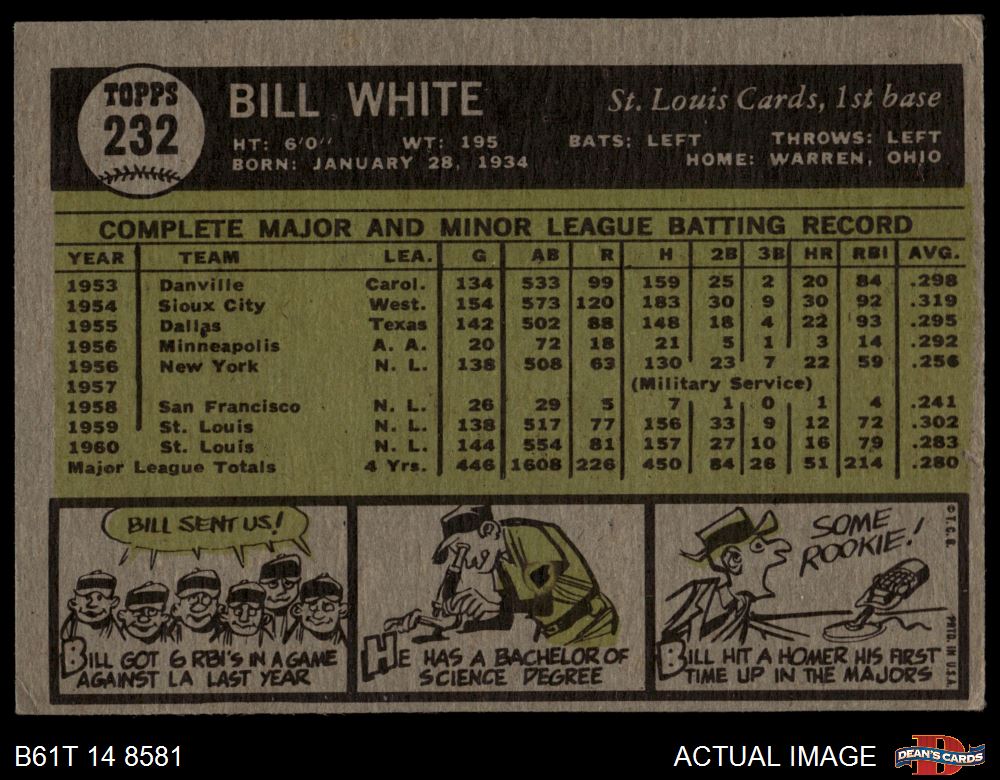 TOPPS
232
BILL WHITE
St. Louis Cards, 1st base
HT: 6'0" WT: 195 BATS: LEFT THROWS: LEFT
BORN: JANUARY 28, 1934 HOME: WARREN, OHIO
COMPLETE MAJOR AND MINOR LEAGUE BATTING RECORD
YEAR TEAM LEA. G AB R H 2B 3B HR RBI AVG.
1953 Danville Carol. 134 533 99 159 25 2 20 84 .298
1954 Sioux City West. 154 573 120 183 30 9 30 92 .319
1955 Dallas Texas 142 502 88 148 18 4 22 93 .295
1956 Minneapolis A. A. 20 72 18 21 5 1 3 14 .292
1956 New York N. L. 138 508 63 130 23 7 22 59 .256
1957 (Military Service)
1958 San Francisco N. L. 26 29 5 7 1 0 1 4 .241
1959 St. Louis N. L. 138 517 77 156 33 9 12 72 .302
1960 St. Louis N. L. 144 554 81 157 27 10 16 79 .283
Major League Totals 4 Yrs. 446 1608 226 450 84 26 51 214 .280
BILL SENT US!
BILL GOT 6 RBI'S IN A GAME
AGAINST LA LAST YEAR
HE HAS A BACHELOR OF
SCIENCE DEGREE
SOME
ROOKIE!
BILL HIT A HOMER HIS FIRST
TIME UP IN THE MAJORS
© T.C.G.
PRTD. IN U.S.A.
B61T 14 8581
ACTUAL IMAGE
DEAN'S CARDS